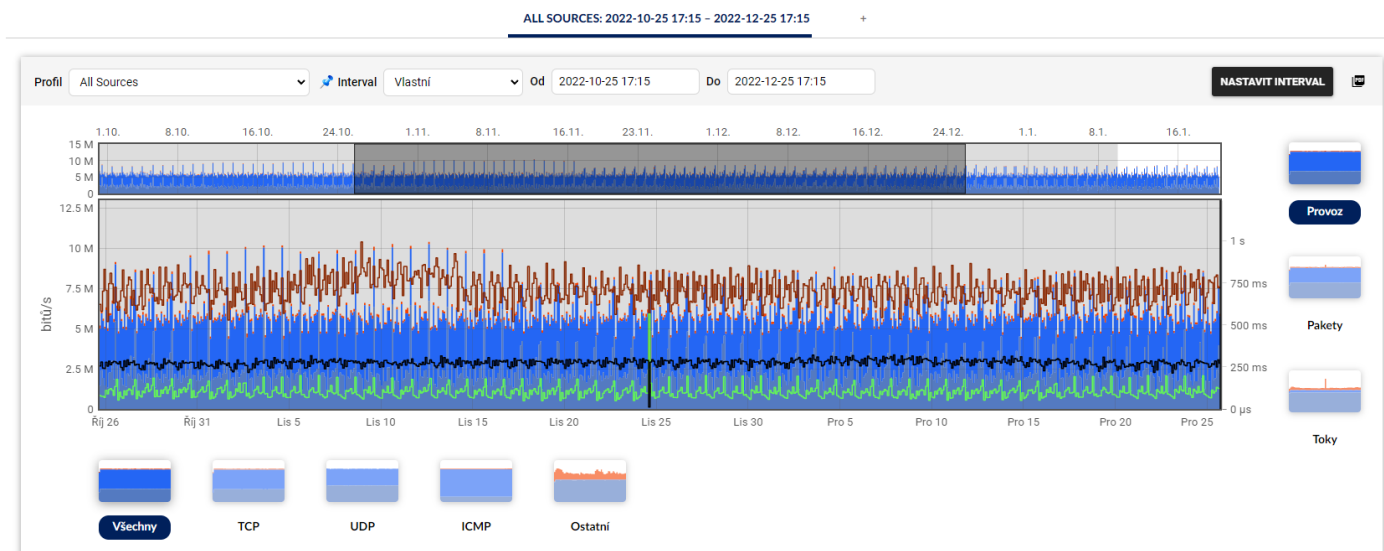 ALL SOURCES: 2022-10-25 17:15 – 2022-12-25 17:15 +
Profil All Sources Interval Vlastní Od 2022-10-25 17:15 Do 2022-12-25 17:15 NASTAVIT INTERVAL PDF
1.10. 8.10. 16.10. 24.10. 1.11. 8.11. 16.11. 23.11. 1.12. 8.12. 16.12. 24.12. 1.1. 8.1. 16.1.
15 M
10 M
5 M
0
Provoz
12.5 M
10 M
7.5 M
5 M
2.5 M
0
bitů/s
1 s
750 ms
500 ms
250 ms
0 µs
Pakety
Říj 26 Říj 31 Lis 5 Lis 10 Lis 15 Lis 20 Lis 25 Lis 30 Pro 5 Pro 10 Pro 15 Pro 20 Pro 25
Toky
Všechny TCP UDP ICMP Ostatní